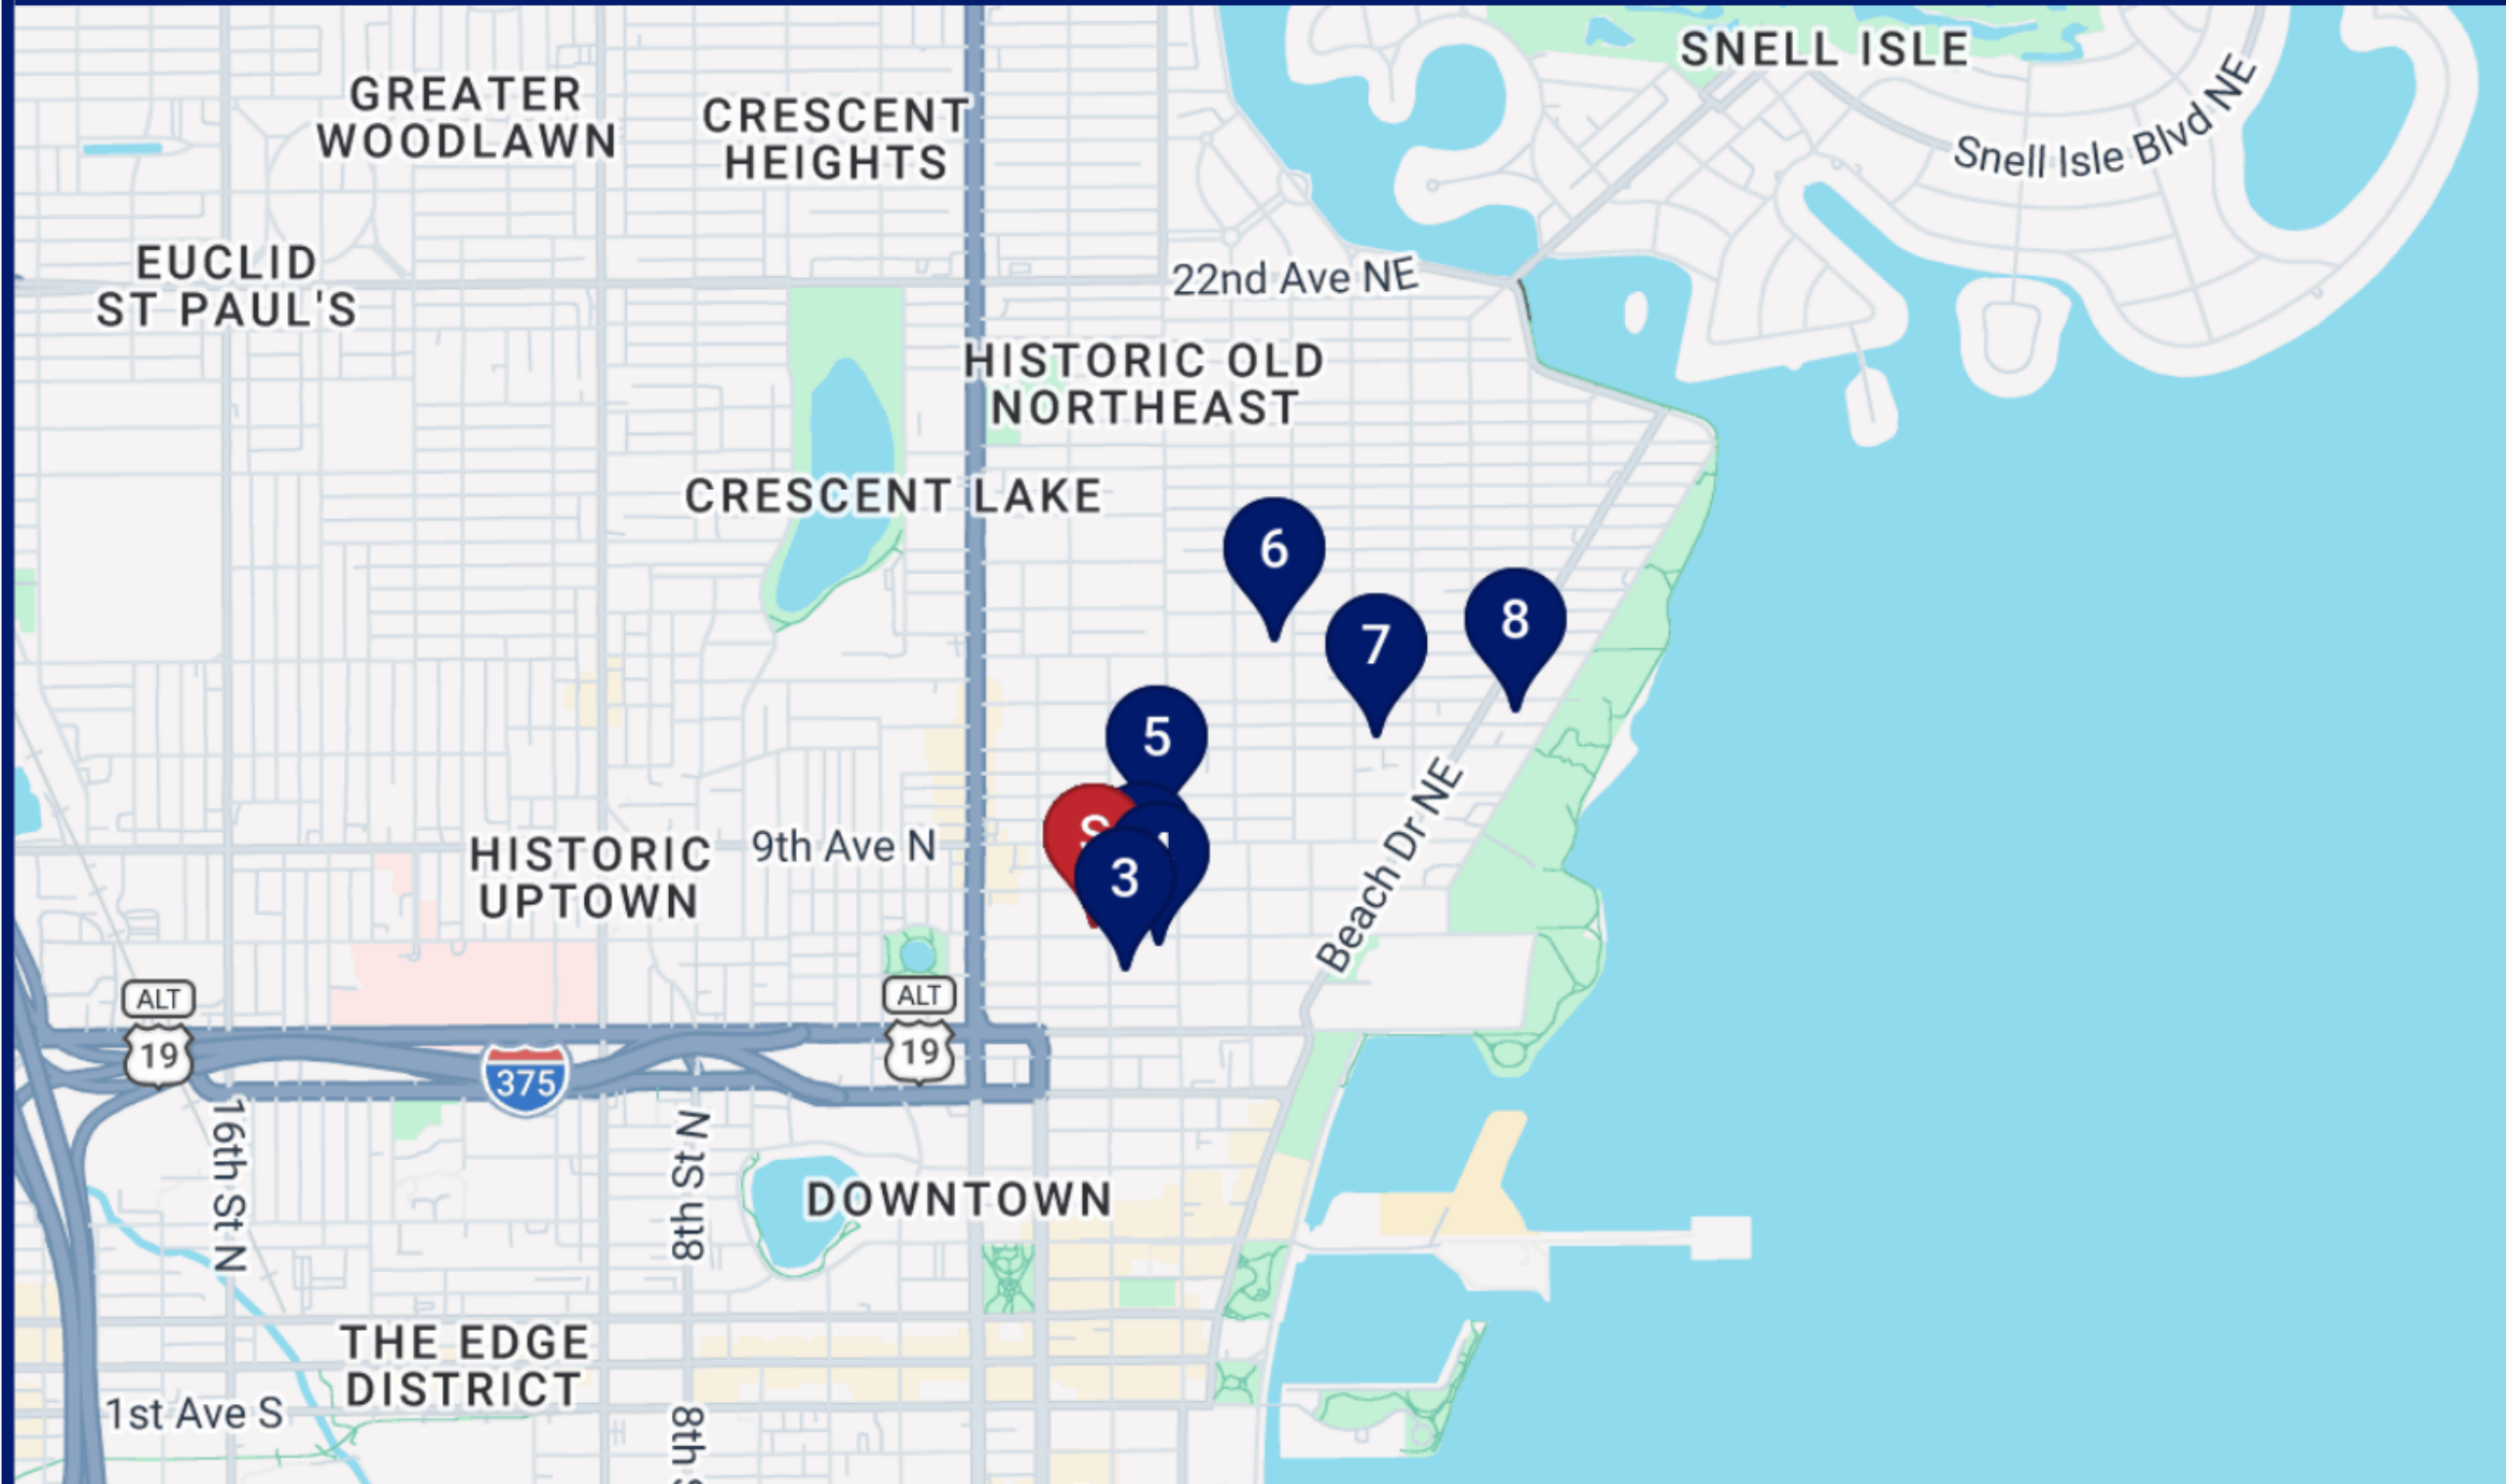 SNELL ISLE
GREATER
WOODLAWN
CRESCENT
HEIGHTS
Snell Isle Blvd NE
EUCLID
ST PAUL'S
22nd Ave NE
HISTORIC OLD
NORTHEAST
CRESCENT LAKE
6
7
8
5
S
3
HISTORIC
UPTOWN
9th Ave N
Beach Dr NE
ALT
19
ALT
19
375
16th St N
8th St N
DOWNTOWN
THE EDGE
DISTRICT
1st Ave S
8th S